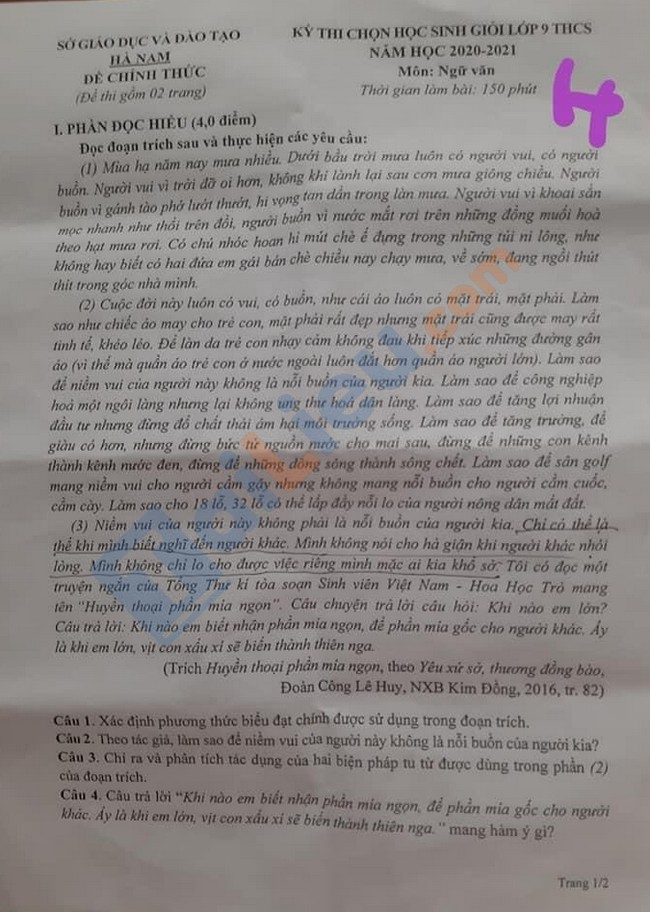 SỞ GIÁO DỤC VÀ ĐÀO TẠO
HÀ NAM
ĐỀ CHÍNH THỨC
(Đề thi gồm 02 trang)
KỲ THI CHỌN HỌC SINH GIỎI LỚP 9 THCS
NĂM HỌC 2020-2021
Môn: Ngữ văn
Thời gian làm bài: 150 phút
4
I. PHẦN ĐỌC HIỂU (4,0 điểm)
Đọc đoạn trích sau và thực hiện các yêu cầu:
(1) Mùa hạ năm nay mưa nhiều. Dưới bầu trời mưa luôn có người vui, có người
buồn. Người vui vì trời đỡ oi hơn, không khí lành lại sau cơn mưa giông chiều. Người
buồn vì gánh tào phở lướt thướt, hi vọng tan dần trong làn mưa. Người vui vì khoai sắn
mọc nhanh như thổi trên đồi, người buồn vì nước mắt rơi trên những đồng muối hoà
theo hạt mưa rơi. Có chú nhóc hoan hỉ mút chè ế đựng trong những túi ni lông, như
không hay biết có hai đứa em gái bán chè chiều nay chạy mưa, về sớm, đang ngồi thút
thít trong góc nhà mình.
(2) Cuộc đời này luôn có vui, có buồn, như cái áo luôn có mặt trái, mặt phải. Làm
sao như chiếc áo may cho trẻ con, mặt phải rất đẹp nhưng mặt trái cũng được may rất
tinh tế, khéo léo. Để làn da trẻ con nhạy cảm không đau khi tiếp xúc những đường gân
áo (vì thế mà quần áo trẻ con ở nước ngoài luôn đắt hơn quần áo người lớn). Làm sao
để niềm vui của người này không là nỗi buồn của người kia. Làm sao để công nghiệp
hoá một ngôi làng nhưng lại không ung thư hoá dân làng. Làm sao để tăng lợi nhuận
đầu tư nhưng đừng đổ chất thải ám hại môi trường sống. Làm sao để tăng trưởng, để
giàu có hơn, nhưng đừng bức tử nguồn nước cho mai sau, đừng để những con kênh
thành kênh nước đen, đừng để những dòng sông thành sông chết. Làm sao để sân golf
mang niềm vui cho người cầm gậy nhưng không mang nỗi buồn cho người cầm cuốc,
cầm cày. Làm sao cho 18 lỗ, 32 lỗ có thể lấp đầy nỗi lo của người nông dân mất đất.
(3) Niềm vui của người này không phải là nỗi buồn của người kia. Chỉ có thể là
thế khi mình biết nghĩ đến người khác. Mình không nói cho hả giận khi người khác nhói
lòng. Mình không chỉ lo cho được việc riêng mình mặc ai kia khổ sở. Tôi có đọc một
truyện ngắn của Tổng Thư kí tòa soạn Sinh viên Việt Nam - Hoa Học Trò mang
tên "Huyền thoại phần mía ngọn". Câu chuyện trả lời câu hỏi: Khi nào em lớn?
Câu trả lời: Khi nào em biết nhận phần mía ngọn, để phần mía gốc cho người khác. Ấy
là khi em lớn, vịt con xấu xí sẽ biến thành thiên nga.
(Trích Huyền thoại phần mía ngọn, theo Yêu xứ sở, thương đồng bào,
Đoàn Công Lê Huy, NXB Kim Đồng, 2016, tr. 82)
Câu 1. Xác định phương thức biểu đạt chính được sử dụng trong đoạn trích.
Câu 2. Theo tác giả, làm sao để niềm vui của người này không là nỗi buồn của người kia?
Câu 3. Chỉ ra và phân tích tác dụng của hai biện pháp tu từ được dùng trong phần (2)
của đoạn trích.
Câu 4. Câu trả lời "Khi nào em biết nhận phần mía ngọn, để phần mía gốc cho người
khác. Ấy là khi em lớn, vịt con xấu xí sẽ biến thành thiên nga." mang hàm ý gì?
Trang 1/2